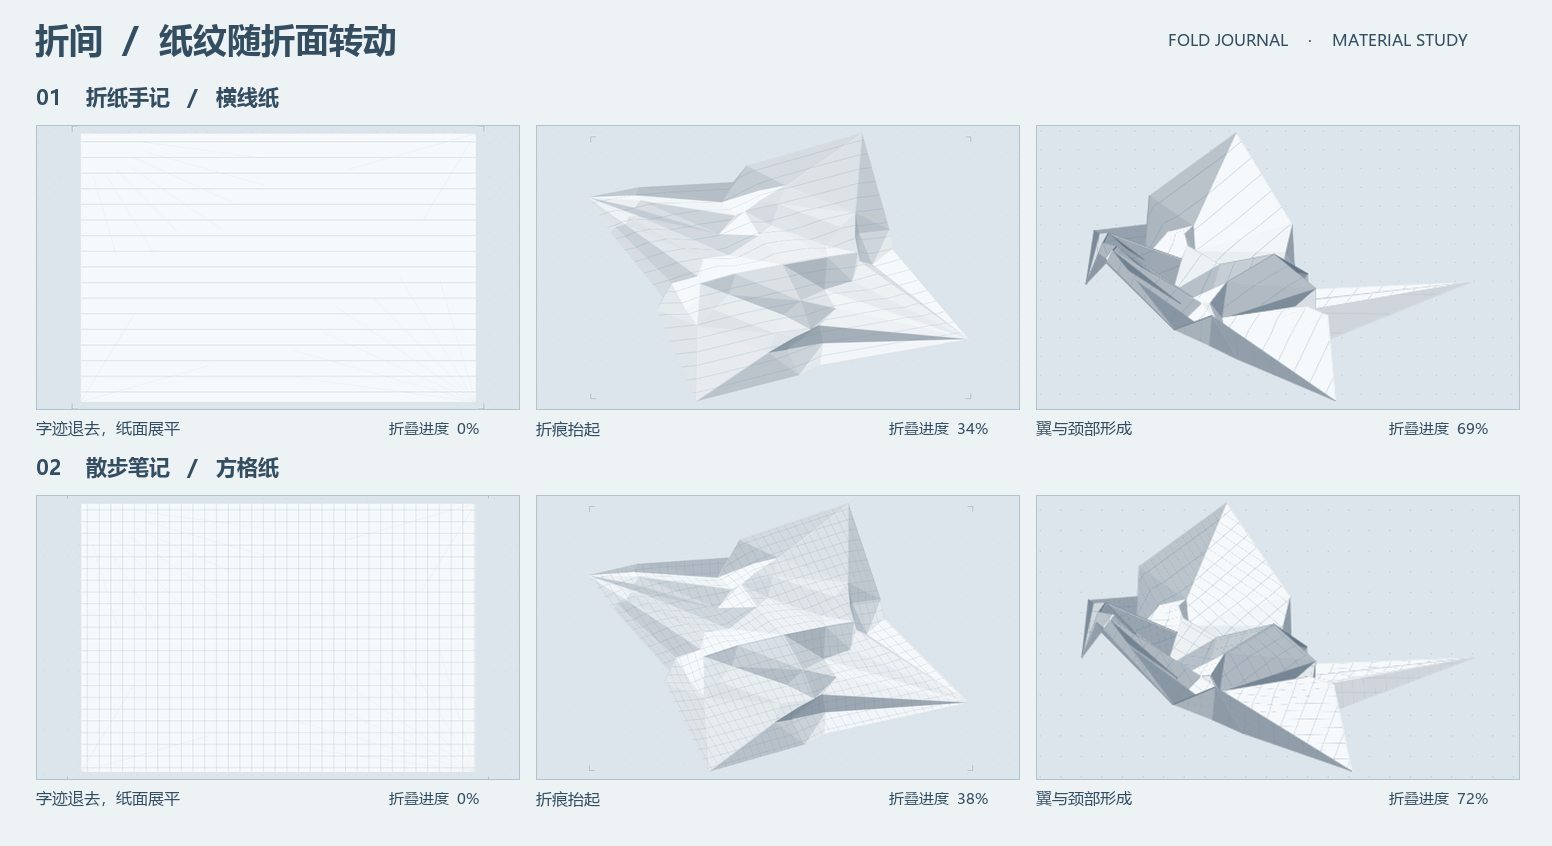 折间 / 纸纹随折面转动
FOLD JOURNAL · MATERIAL STUDY
01 折纸手记 / 横线纸
字迹退去，纸面展平 折叠进度 0%
折痕抬起 折叠进度 34%
翼与颈部形成 折叠进度 69%
02 散步笔记 / 方格纸
字迹退去，纸面展平 折叠进度 0%
折痕抬起 折叠进度 38%
翼与颈部形成 折叠进度 72%